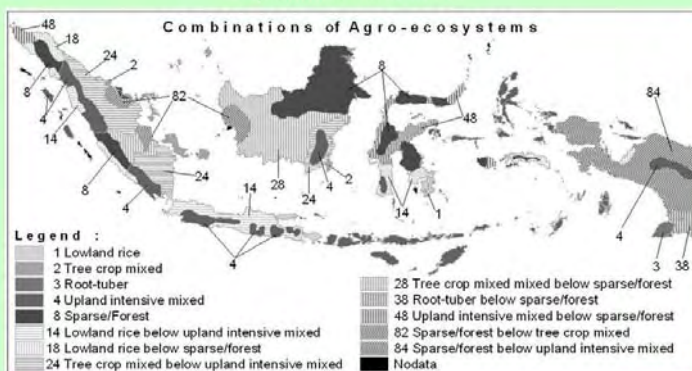 Combinations of Agro-ecosystems
48
18
24
2
82
8
4
14
8
4
24
8
48
84
28
24
4
2
14
1
14
4
4
3
38
Legend :
1 Lowland rice
2 Tree crop mixed
3 Root-tuber
4 Upland intensive mixed
8 Sparse/Forest
14 Lowland rice below upland intensive mixed
18 Lowland rice below sparse/forest
24 Tree crop mixed below upland intensive mixed
28 Tree crop mixed mixed below sparse/forest
38 Root-tuber below sparse/forest
48 Upland intensive mixed below sparse/forest
82 Sparse/forest below tree crop mixed
84 Sparse/forest below upland intensive mixed
Nodata